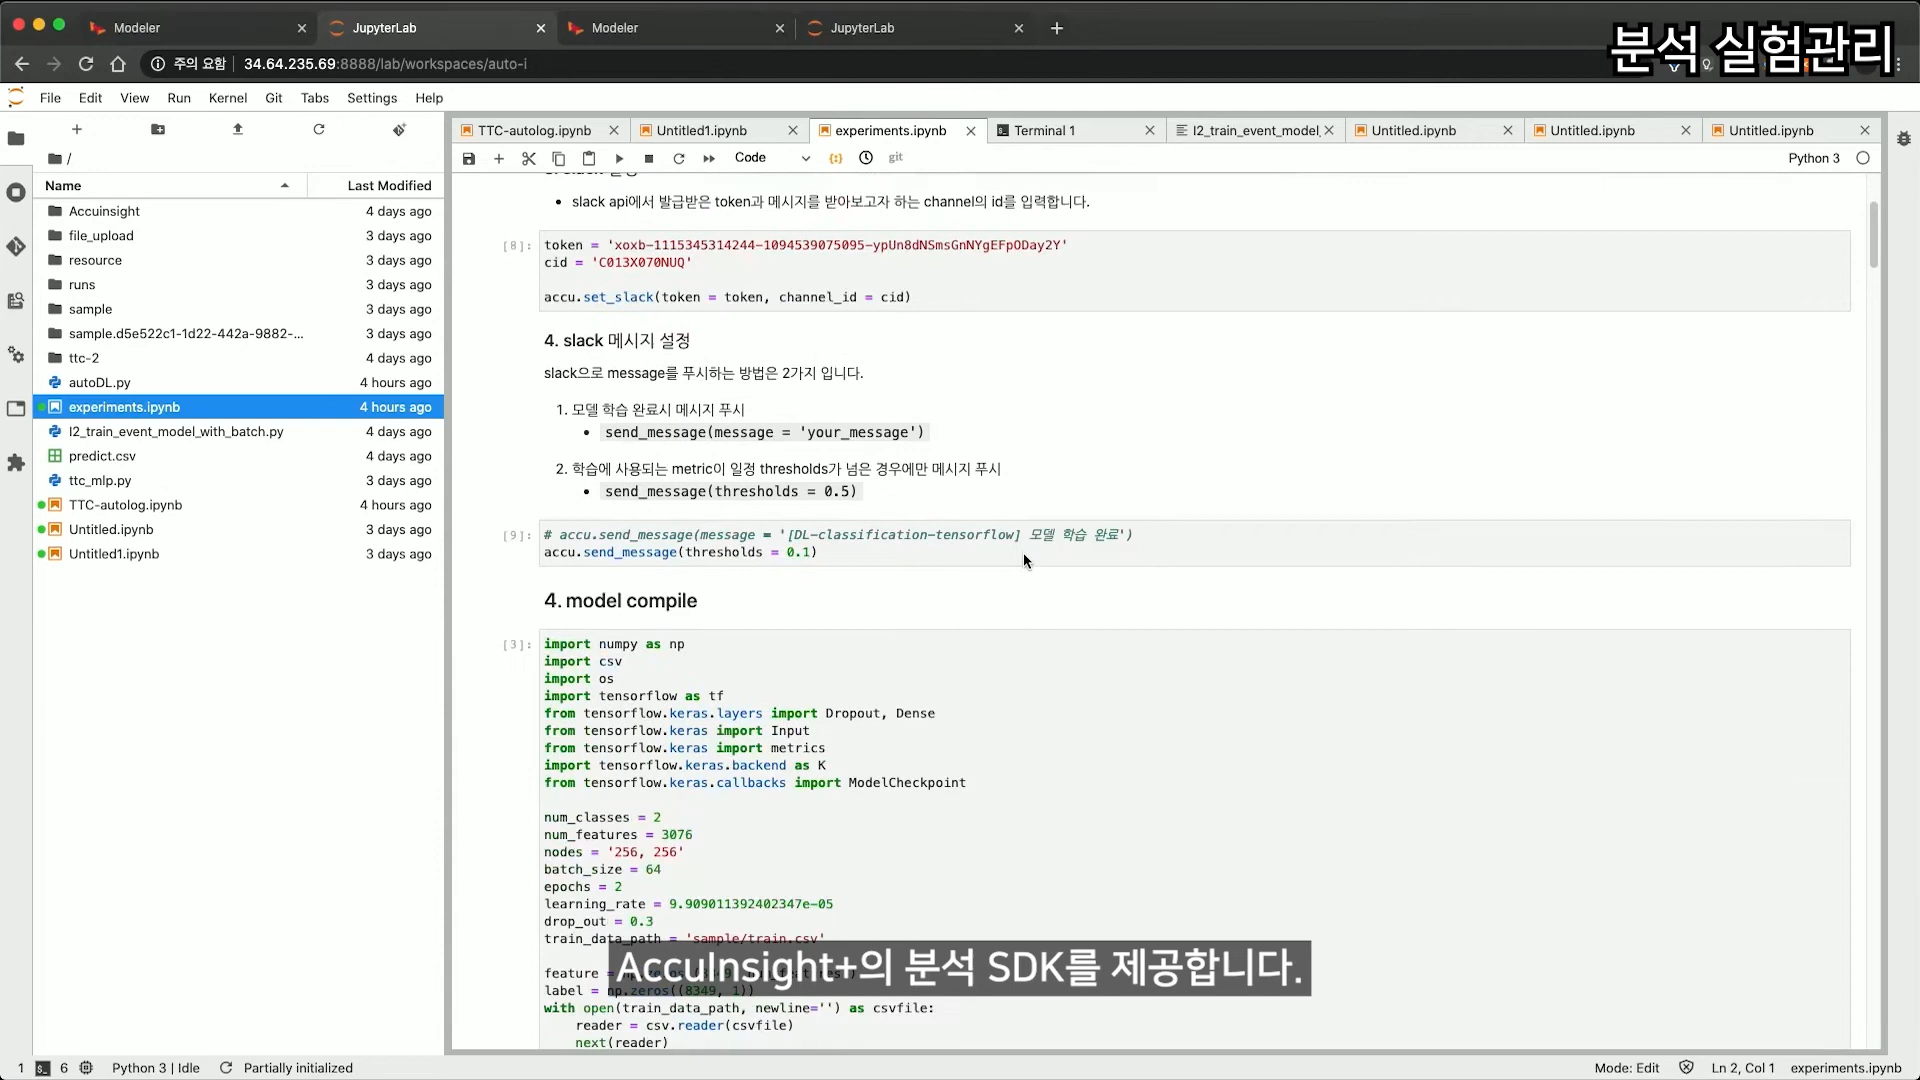 Modeler
JupyterLab
Modeler
JupyterLab
분석 실험관리
주의 요함
34.64.235.69:8888/lab/workspaces/auto-i
File Edit View Run Kernel Git Tabs Settings Help
/
Name Last Modified
Accuinsight 4 days ago
file_upload 3 days ago
resource 3 days ago
runs 3 days ago
sample 3 days ago
sample.d5e522c1-1d22-442a-9882-... 3 days ago
ttc-2 4 days ago
autoDL.py 4 hours ago
experiments.ipynb 4 hours ago
l2_train_event_model_with_batch.py 4 days ago
predict.csv 4 days ago
ttc_mlp.py 3 days ago
TTC-autolog.ipynb 4 hours ago
Untitled.ipynb 3 days ago
Untitled1.ipynb 3 days ago
TTC-autolog.ipynb
Untitled1.ipynb
experiments.ipynb
Terminal 1
l2_train_event_model_
Untitled.ipynb
Untitled.ipynb
Untitled.ipynb
Code
git
Python 3
• slack api에서 발급받은 token과 메시지를 받아보고자 하는 channel의 id를 입력합니다.
[8]: token = 'xoxb-1115345314244-1094539075095-ypUn8dNSmsGnNYgEFpODay2Y'
cid = 'C013X070NUQ'
accu.set_slack(token = token, channel_id = cid)
4. slack 메시지 설정
slack으로 message를 푸시하는 방법은 2가지 입니다.
1. 모델 학습 완료시 메시지 푸시
• send_message(message = 'your_message')
2. 학습에 사용되는 metric이 일정 thresholds가 넘은 경우에만 메시지 푸시
• send_message(thresholds = 0.5)
[9]: # accu.send_message(message = '[DL-classification-tensorflow] 모델 학습 완료')
accu.send_message(thresholds = 0.1)
4. model compile
[3]: import numpy as np
import csv
import os
import tensorflow as tf
from tensorflow.keras.layers import Dropout, Dense
from tensorflow.keras import Input
from tensorflow.keras import metrics
import tensorflow.keras.backend as K
from tensorflow.keras.callbacks import ModelCheckpoint
num_classes = 2
num_features = 3076
nodes = '256, 256'
batch_size = 64
epochs = 2
learning_rate = 9.909011392402347e-05
drop_out = 0.3
train_data_path = 'sample/train.csv'
feature =
label = np.zeros((8349, 1))
with open(train_data_path, newline='') as csvfile:
reader = csv.reader(csvfile)
next(reader)
AccuInsight+의 분석 SDK를 제공합니다.
1 6 Python 3 | Idle Partially initialized Mode: Edit Ln 2, Col 1 experiments.ipynb